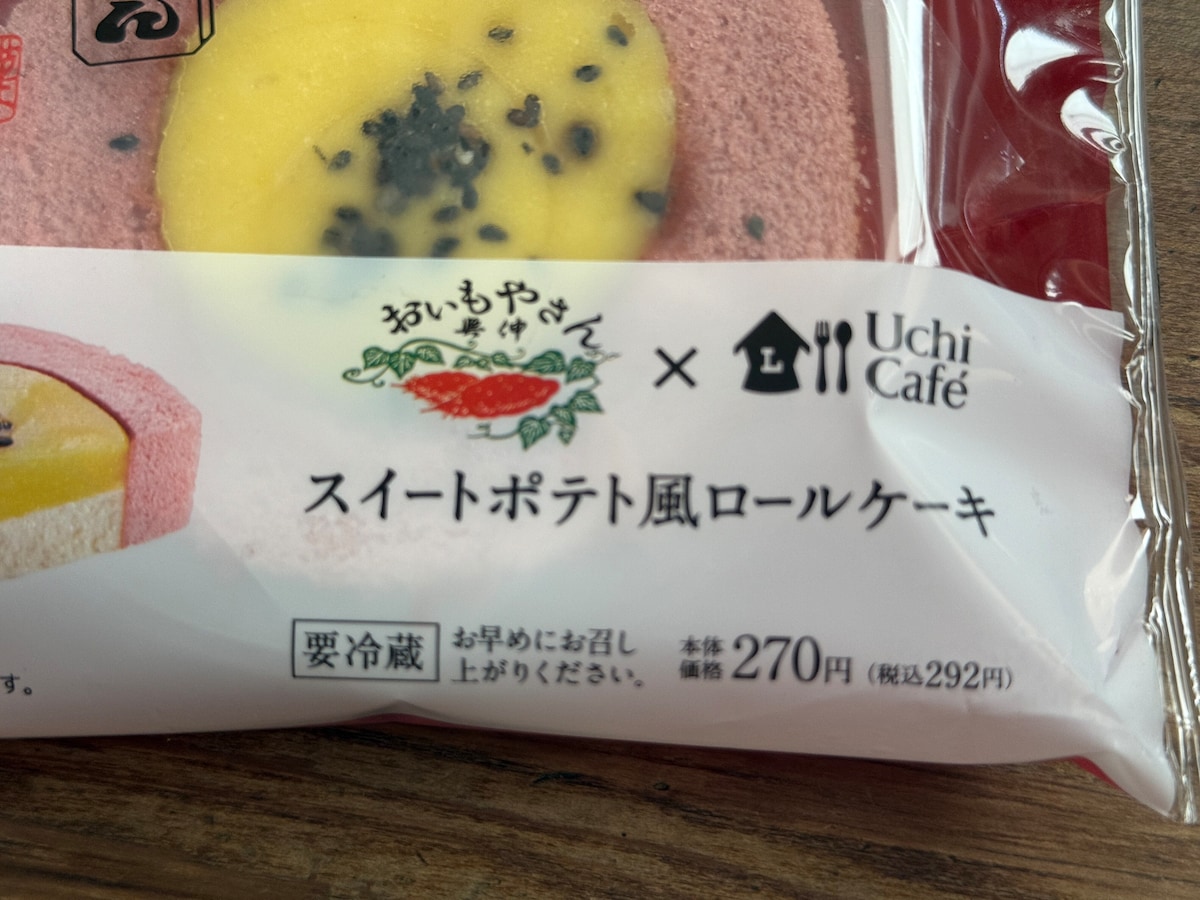 ん
おいもやさん
興伸
×
L
Uchi
Café
スイートポテト風ロールケーキ
要冷蔵
お早めにお召し
上がりください。
本体
価格
270円
(税込292円)
す。